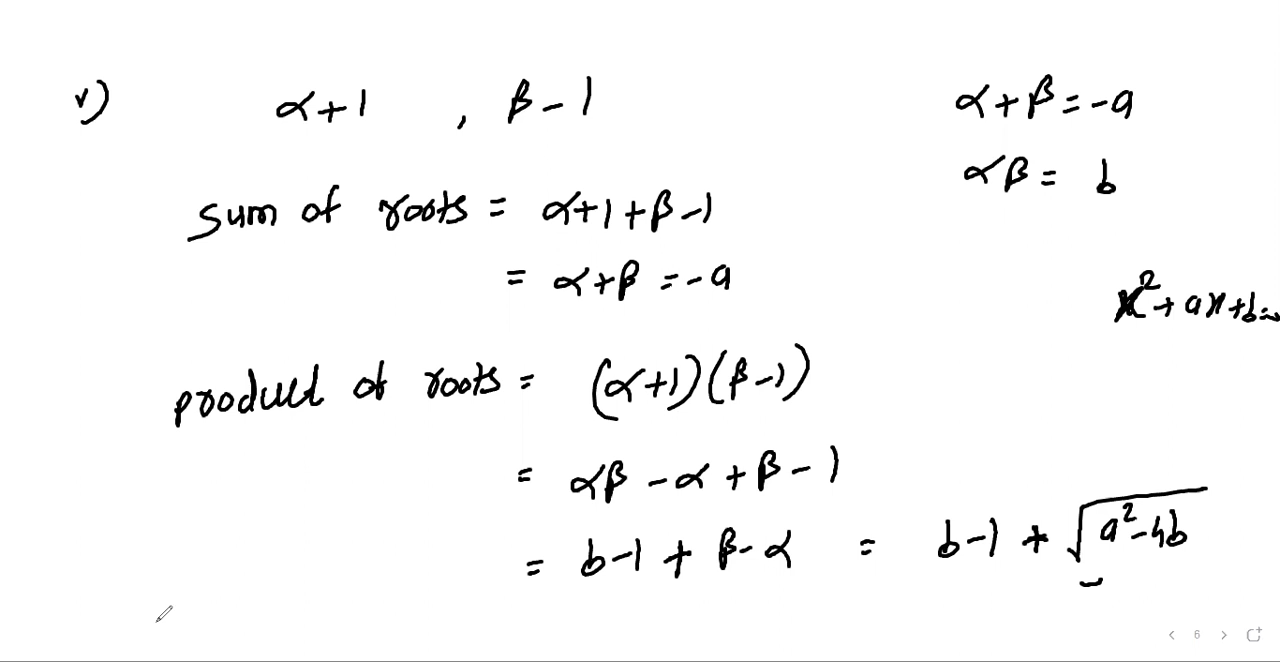 v) α+1 , β-1
α+β=-a
αβ= b
sum of roots = α+1+β-1
= α+β =-a
x²+ax+b=
product of roots = (α+1)(β-1)
= αβ -α +β-1
= b-1 + β-α = b-1 + √(a²-4b)
6